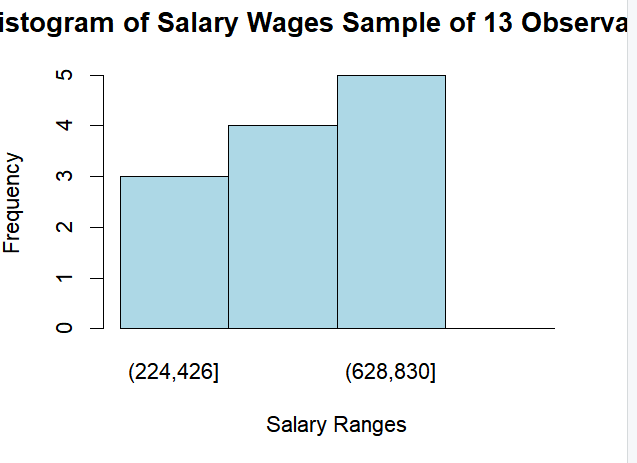 istogram of Salary Wages Sample of 13 Observa
5
4
3
2
1
0
Frequency
(224,426]
(628,830]
Salary Ranges